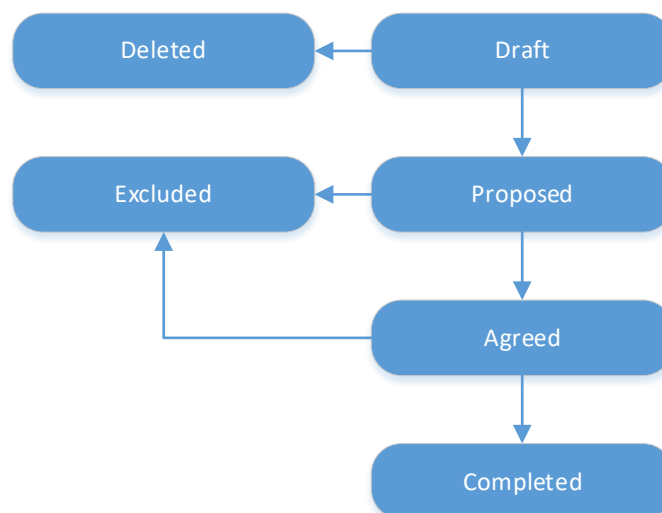 Deleted
Draft
Excluded
Proposed
Agreed
Completed